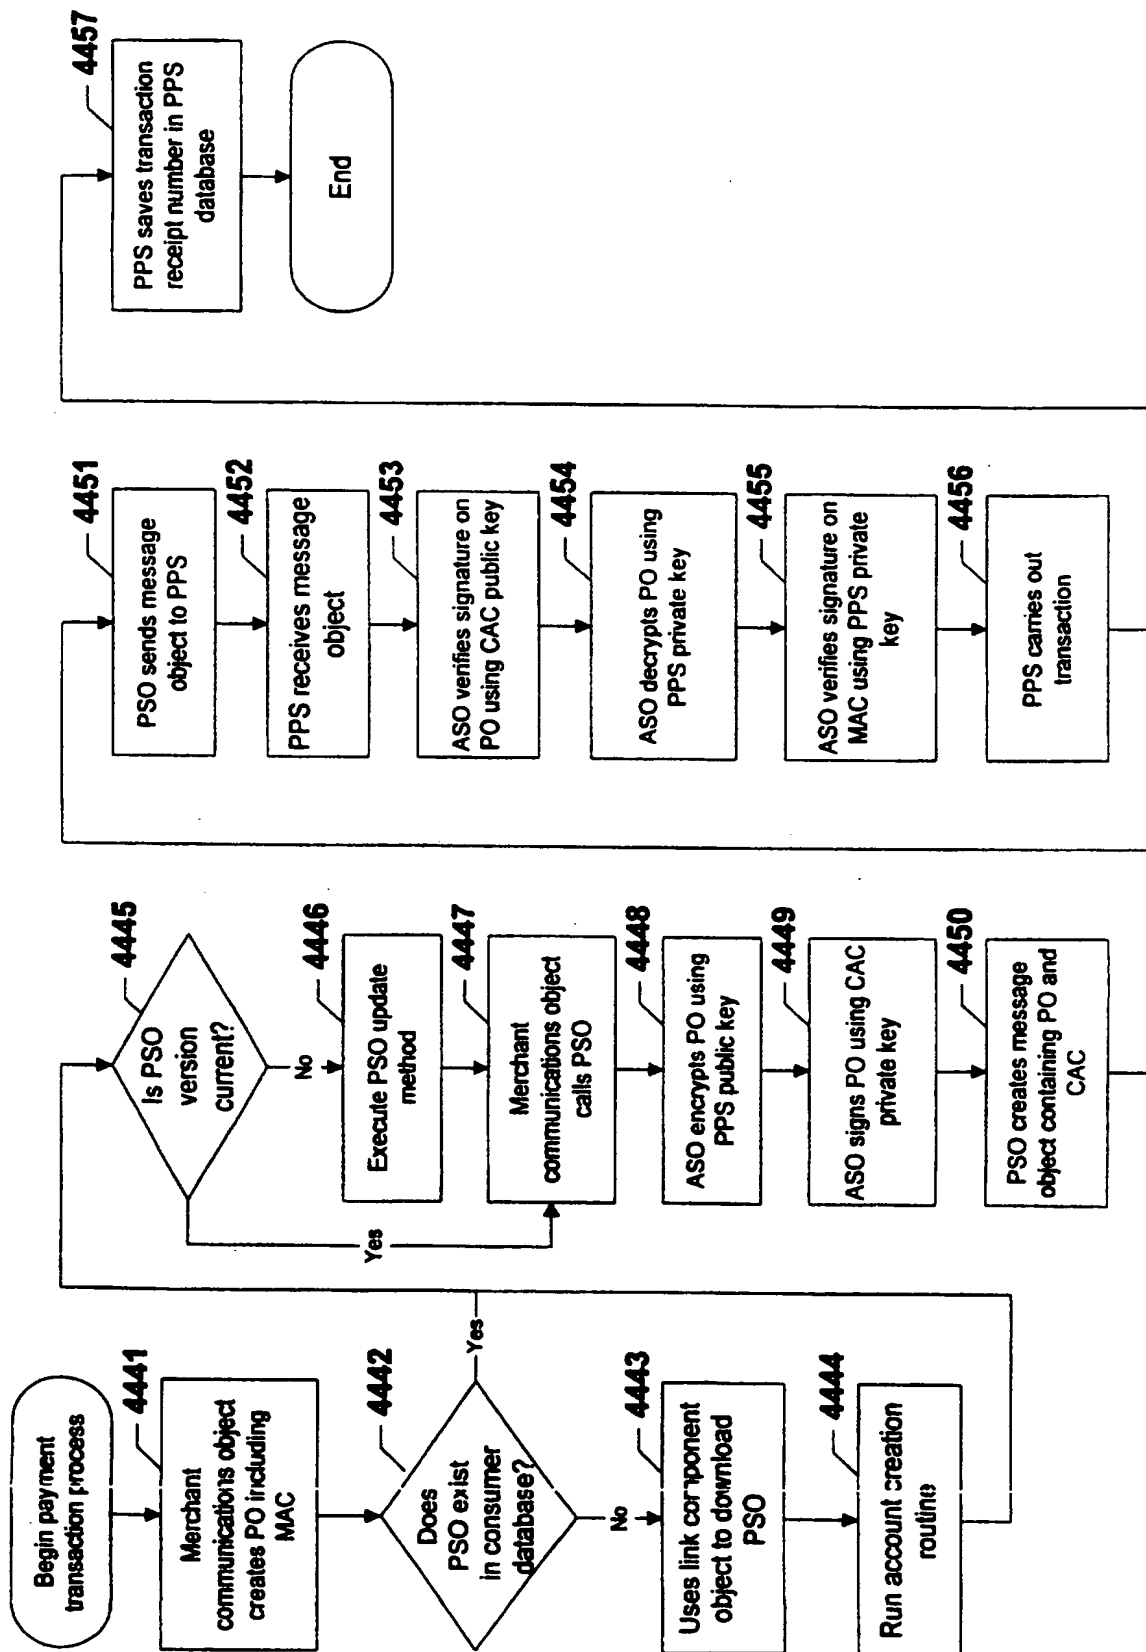 Begin payment
transaction process
4441
Merchant
communications object
creates PO including
MAC
4442
Does
PSO exist
in consumer
database?
Yes
No
4443
Uses link component
object to download
PSO
4444
Run account creation
routine
4445
Is PSO
version
current?
Yes
No
4446
Execute PSO update
method
4447
Merchant
communications object
calls PSO
4448
ASO encrypts PO using
PPS public key
4449
ASO signs PO using CAC
private key
4450
PSO creates message
object containing PO and
CAC
4451
PSO sends message
object to PPS
4452
PPS receives message
object
4453
ASO verifies signature on
PO using CAC public key
4454
ASO decrypts PO using
PPS private key
4455
ASO verifies signature on
MAC using PPS private
key
4456
PPS carries out
transaction
4457
PPS saves transaction
receipt number in PPS
database
End